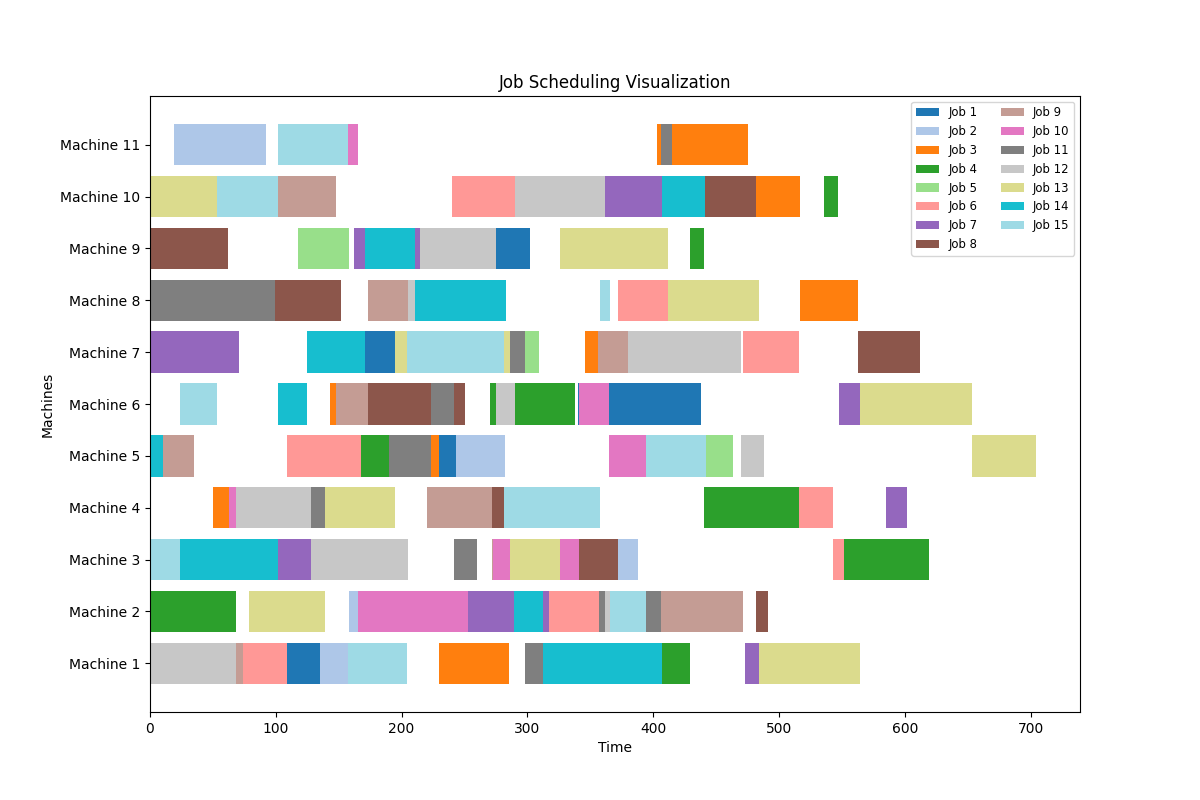 Job Scheduling Visualization
Machines
Machine 11
Machine 10
Machine 9
Machine 8
Machine 7
Machine 6
Machine 5
Machine 4
Machine 3
Machine 2
Machine 1
Job 1
Job 2
Job 3
Job 4
Job 5
Job 6
Job 7
Job 8
Job 9
Job 10
Job 11
Job 12
Job 13
Job 14
Job 15
0 100 200 300 400 500 600 700
Time